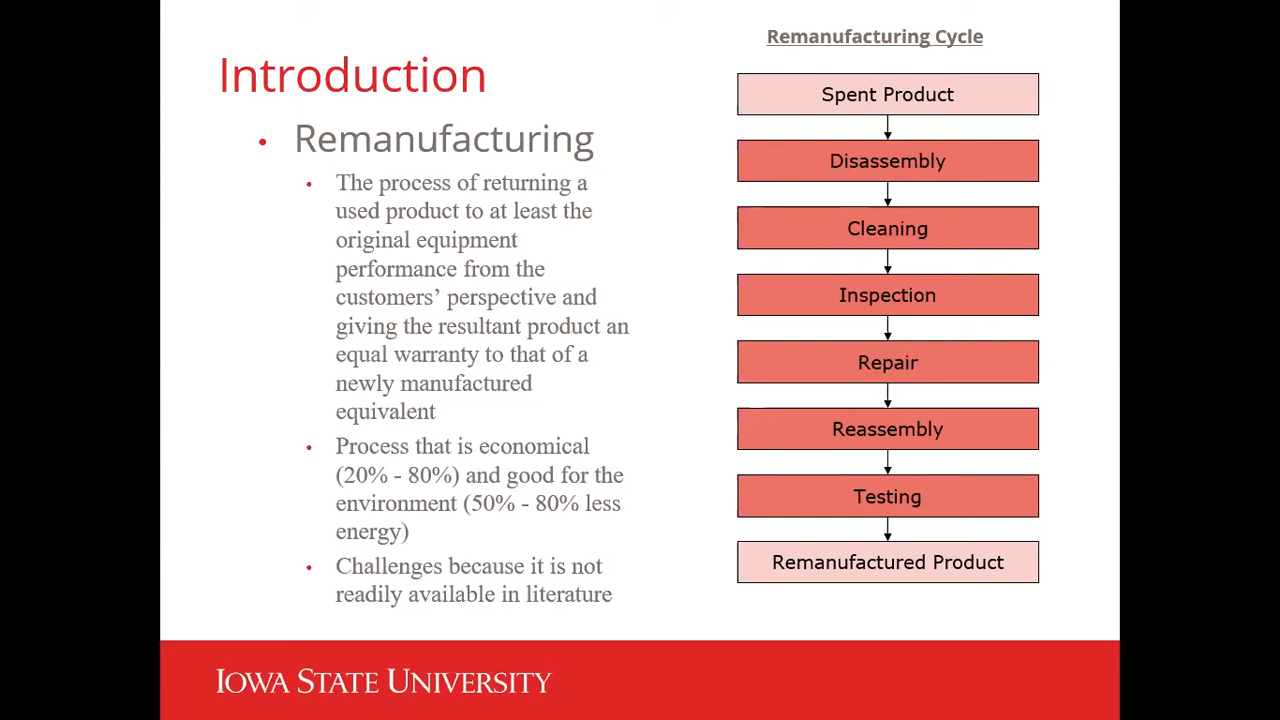 Introduction
Remanufacturing
The process of returning a
used product to at least the
original equipment
performance from the
customers’ perspective and
giving the resultant product an
equal warranty to that of a
newly manufactured
equivalent
Process that is economical
(20% - 80%) and good for the
environment (50% - 80% less
energy)
Challenges because it is not
readily available in literature
Remanufacturing Cycle
Spent Product
Disassembly
Cleaning
Inspection
Repair
Reassembly
Testing
Remanufactured Product
IOWA STATE UNIVERSITY